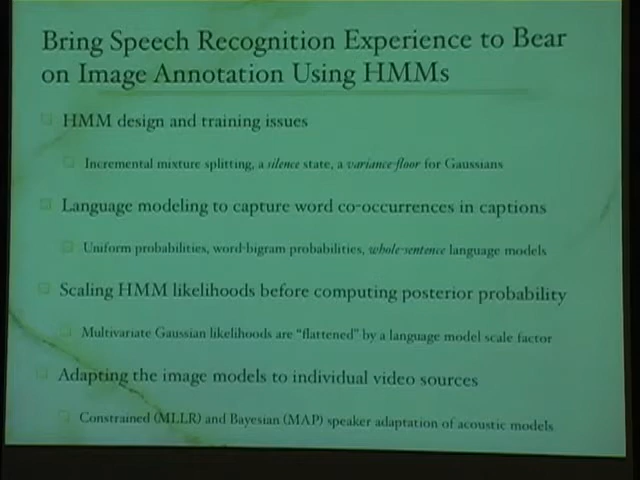 Bring Speech Recognition Experience to Bear
on Image Annotation Using HMMs
HMM design and training issues
Incremental mixture splitting, a silence state, a variance-floor for Gaussians
Language modeling to capture word co-occurrences in captions
Uniform probabilities, word-bigram probabilities, whole-sentence language models
Scaling HMM likelihoods before computing posterior probability
Multivariate Gaussian likelihoods are "flattened" by a language model scale factor
Adapting the image models to individual video sources
Constrained (MLLR) and Bayesian (MAP) speaker adaptation of acoustic models